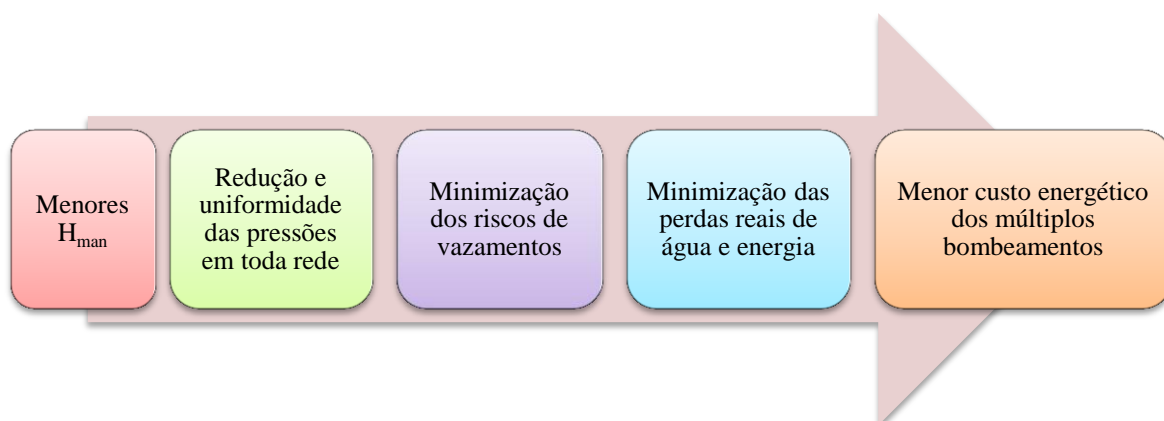 Menores
Hman
Redução e
uniformidade
das pressões
em toda rede
Minimização
dos riscos de
vazamentos
Minimização das
perdas reais de
água e energia
Menor custo energético
dos múltiplos
bombeamentos